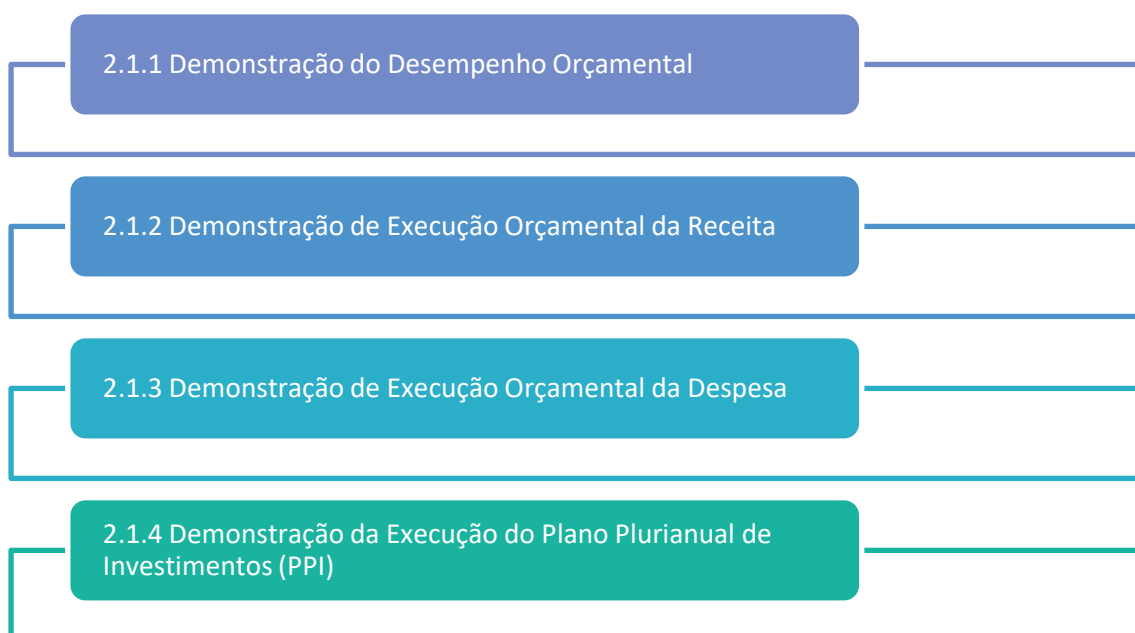 2.1.1 Demonstração do Desempenho Orçamental
2.1.2 Demonstração de Execução Orçamental da Receita
2.1.3 Demonstração de Execução Orçamental da Despesa
2.1.4 Demonstração da Execução do Plano Plurianual de
Investimentos (PPI)